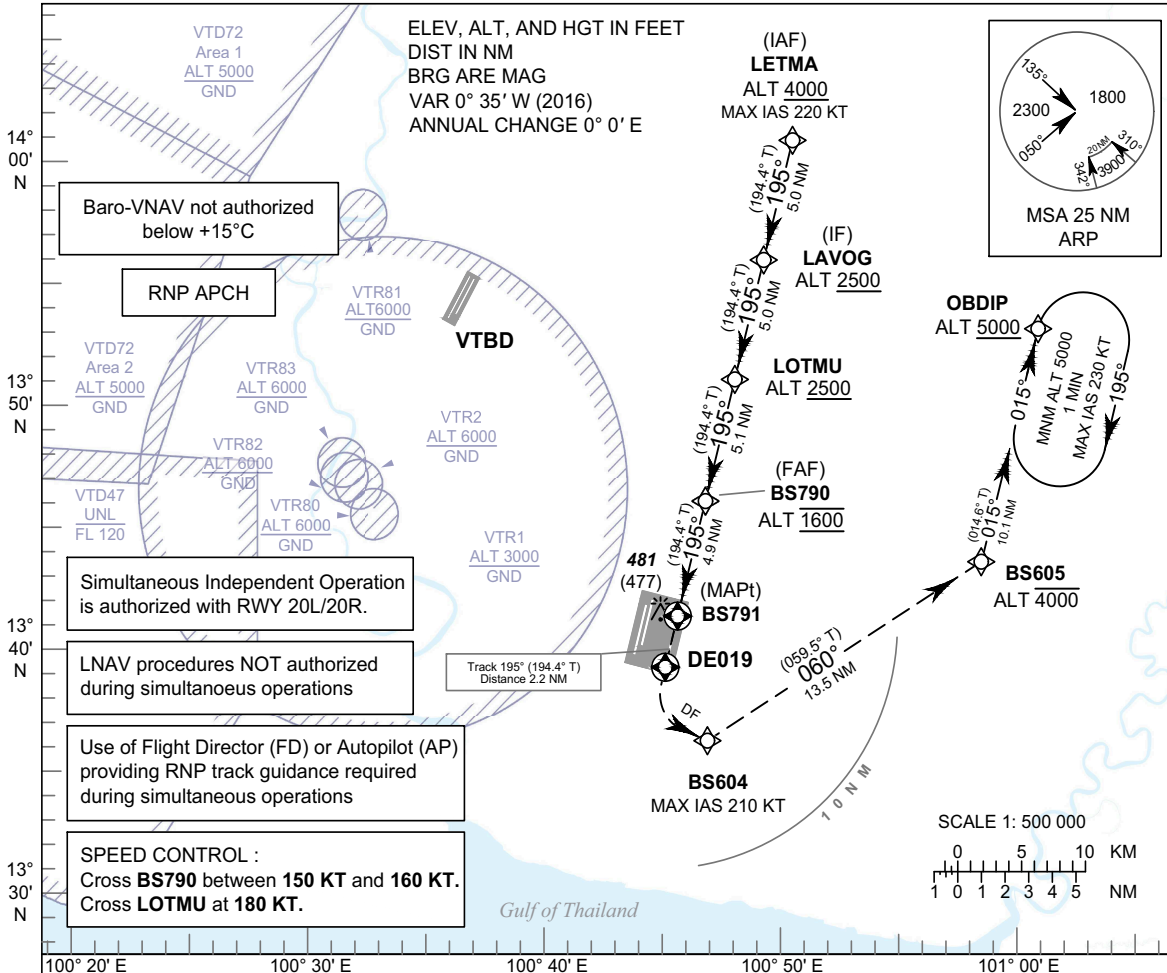 ELEV, ALT, AND HGT IN FEET
DIST IN NM
BRG ARE MAG
VAR 0° 35' W (2016)
ANNUAL CHANGE 0° 0' E
VTD72
Area 1
ALT 5000
GND
(IAF)
LETMA
ALT 4000
MAX IAS 220 KT
135°
2300
1800
050°
20 NM
310°
342°
3900
MSA 25 NM
ARP
14°
00'
N
Baro-VNAV not authorized
below +15°C
RNP APCH
(194.4° T)
195°
5.0 NM
(IF)
LAVOG
ALT 2500
VTR81
ALT6000
GND
VTBD
(194.4° T)
195°
5.0 NM
OBDIP
ALT 5000
VTD72
Area 2
ALT 5000
GND
VTR83
ALT 6000
GND
LOTMU
ALT 2500
MNM ALT 5000
1 MIN
MAX IAS 230 KT
015°
195°
13°
50'
N
VTR2
ALT 6000
GND
(194.4° T)
195°
5.1 NM
VTR82
ALT 6000
GND
VTD47
UNL
FL 120
VTR80
ALT 6000
GND
(FAF)
BS790
ALT 1600
(014.6° T)
015°
10.1 NM
VTR1
ALT 3000
GND
(194.4° T)
195°
4.9 NM
BS605
ALT 4000
481
(477)
(MAPt)
BS791
Simultaneous Independent Operation
is authorized with RWY 20L/20R.
13°
40'
N
LNAV procedures NOT authorized
during simultanoeus operations
Track 195° (194.4° T)
Distance 2.2 NM
DE019
(059.5° T)
060°
13.5 NM
DF
Use of Flight Director (FD) or Autopilot (AP)
providing RNP track guidance required
during simultaneous operations
BS604
MAX IAS 210 KT
10NM
SPEED CONTROL :
Cross BS790 between 150 KT and 160 KT.
Cross LOTMU at 180 KT.
SCALE 1: 500 000
0 5 10 KM
1 0 1 2 3 4 5 NM
13°
30'
N
Gulf of Thailand
100° 20' E
100° 30' E
100° 40' E
100° 50' E
101° 00' E